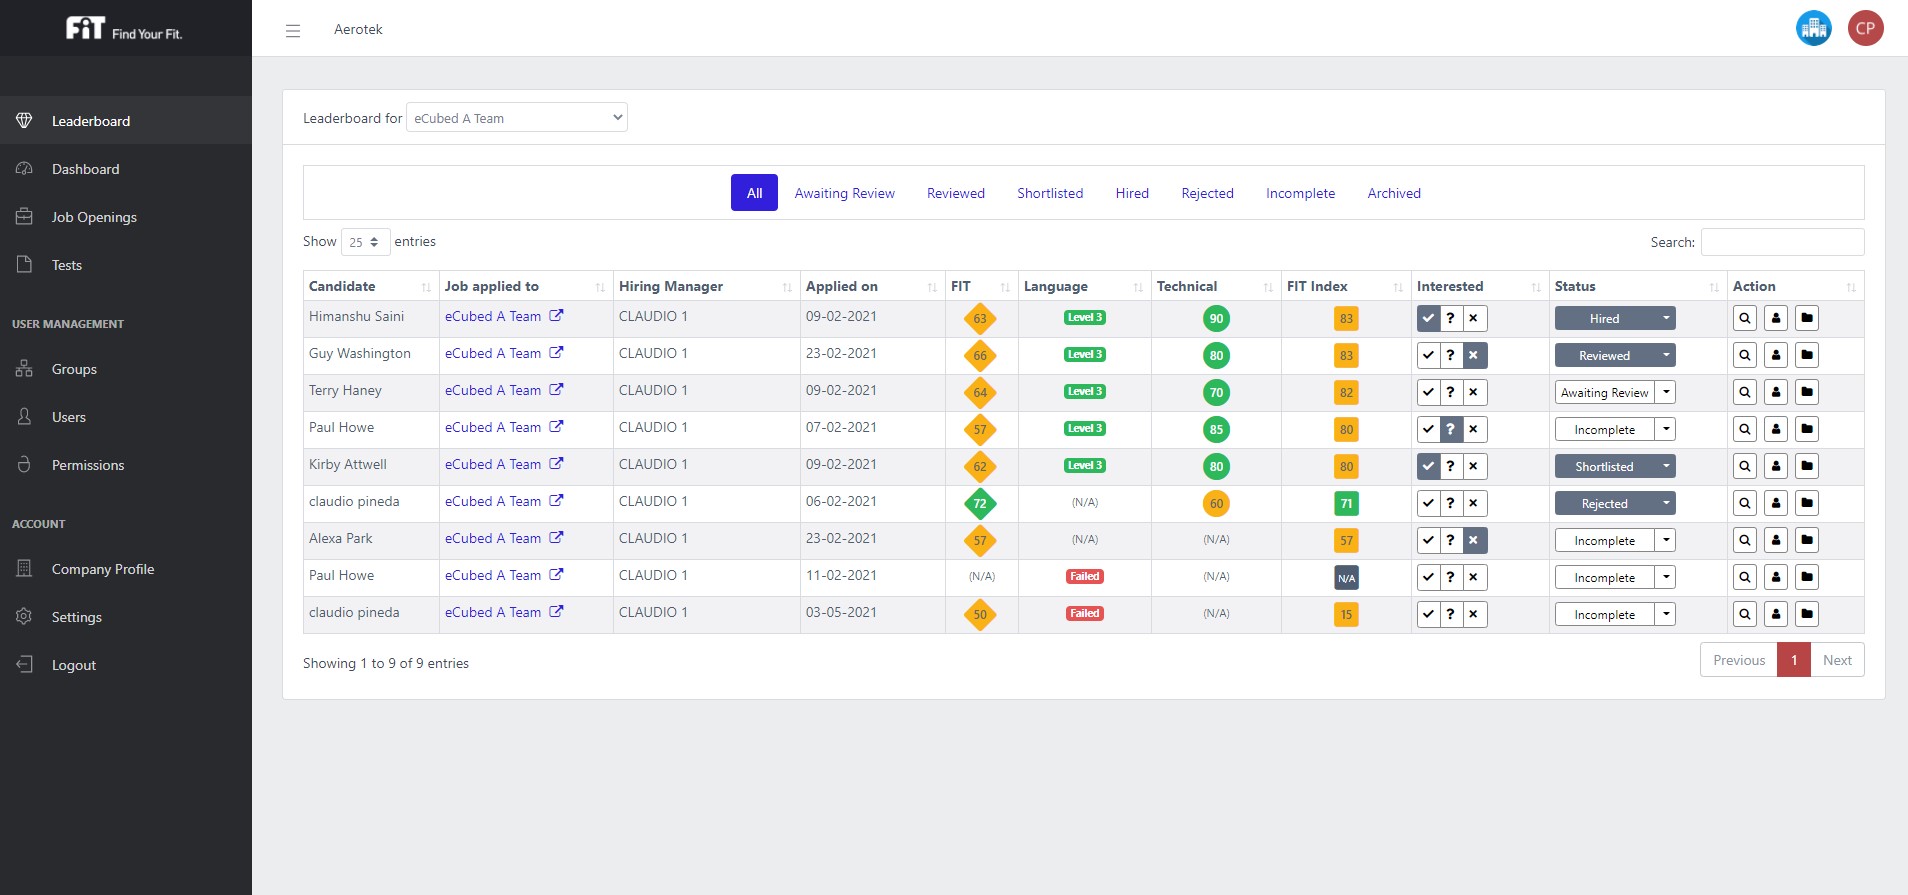 FiT Find Your Fit.
Aerotek
CP
Leaderboard
Dashboard
Job Openings
Tests
USER MANAGEMENT
Groups
Users
Permissions
ACCOUNT
Company Profile
Settings
Logout
Leaderboard for eCubed A Team
All Awaiting Review Reviewed Shortlisted Hired Rejected Incomplete Archived
Show 25 entries Search:
Candidate Job applied to Hiring Manager Applied on FIT Language Technical FIT Index Interested Status Action
Himanshu Saini eCubed A Team CLAUDIO 1 09-02-2021 63 Level 3 90 83 ? Hired
Guy Washington eCubed A Team CLAUDIO 1 23-02-2021 66 Level 3 80 83 ? Reviewed
Terry Haney eCubed A Team CLAUDIO 1 09-02-2021 64 Level 3 70 82 ? Awaiting Review
Paul Howe eCubed A Team CLAUDIO 1 07-02-2021 57 Level 3 85 80 ? Incomplete
Kirby Attwell eCubed A Team CLAUDIO 1 09-02-2021 62 Level 3 80 80 ? Shortlisted
claudio pineda eCubed A Team CLAUDIO 1 06-02-2021 72 (N/A) 60 71 ? Rejected
Alexa Park eCubed A Team CLAUDIO 1 23-02-2021 57 (N/A) (N/A) 57 ? Incomplete
Paul Howe eCubed A Team CLAUDIO 1 11-02-2021 (N/A) Failed (N/A) N/A ? Incomplete
claudio pineda eCubed A Team CLAUDIO 1 03-05-2021 50 Failed (N/A) 15 ? Incomplete
Showing 1 to 9 of 9 entries
Previous 1 Next